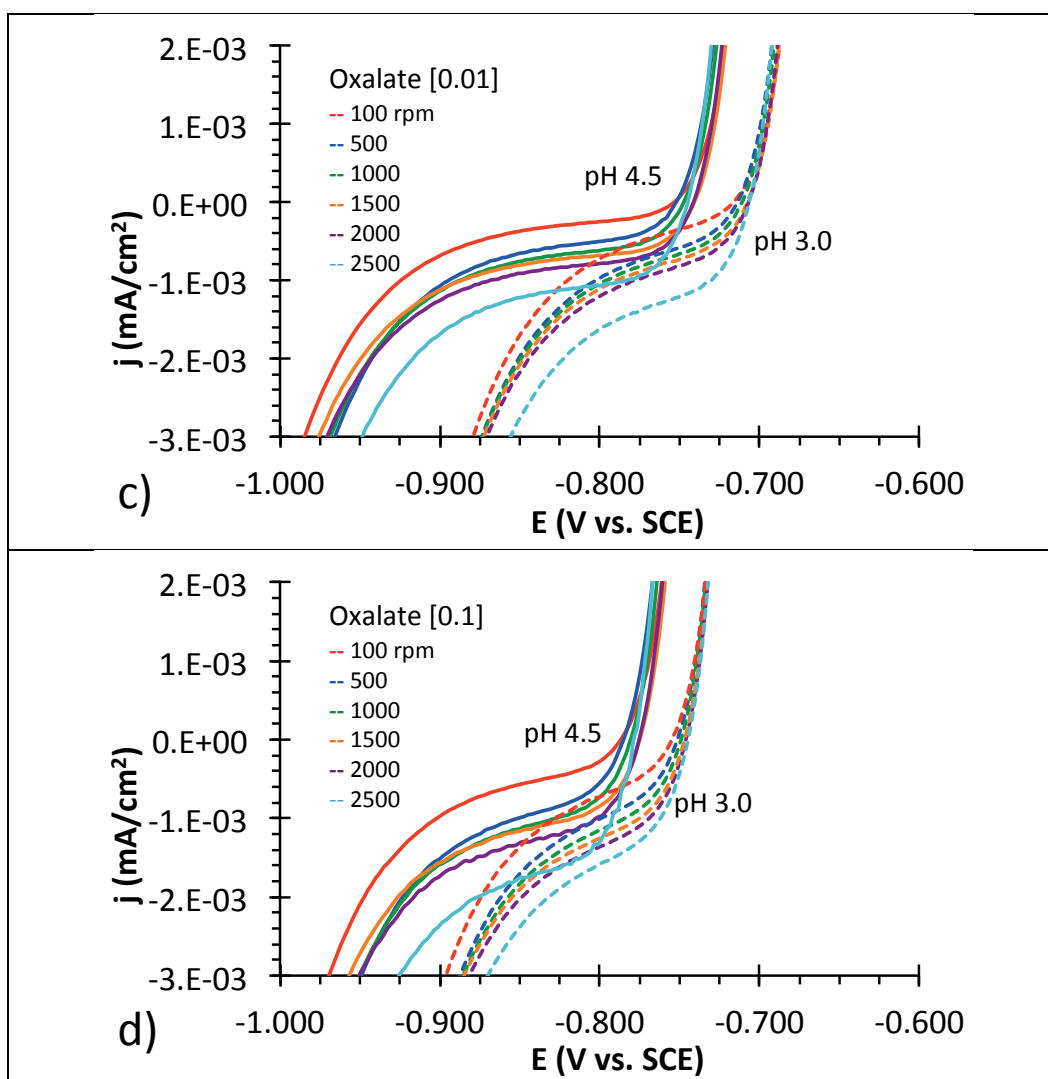 2.E-03
1.E-03
0.E+00
-1.E-03
-2.E-03
-3.E-03
j (mA/cm²)
Oxalate [0.01]
100 rpm
500
1000
1500
2000
2500
pH 4.5
pH 3.0
-1.000 -0.900 -0.800 -0.700 -0.600
E (V vs. SCE)
c)
2.E-03
1.E-03
0.E+00
-1.E-03
-2.E-03
-3.E-03
j (mA/cm²)
Oxalate [0.1]
100 rpm
500
1000
1500
2000
2500
pH 4.5
pH 3.0
-1.000 -0.900 -0.800 -0.700 -0.600
E (V vs. SCE)
d)